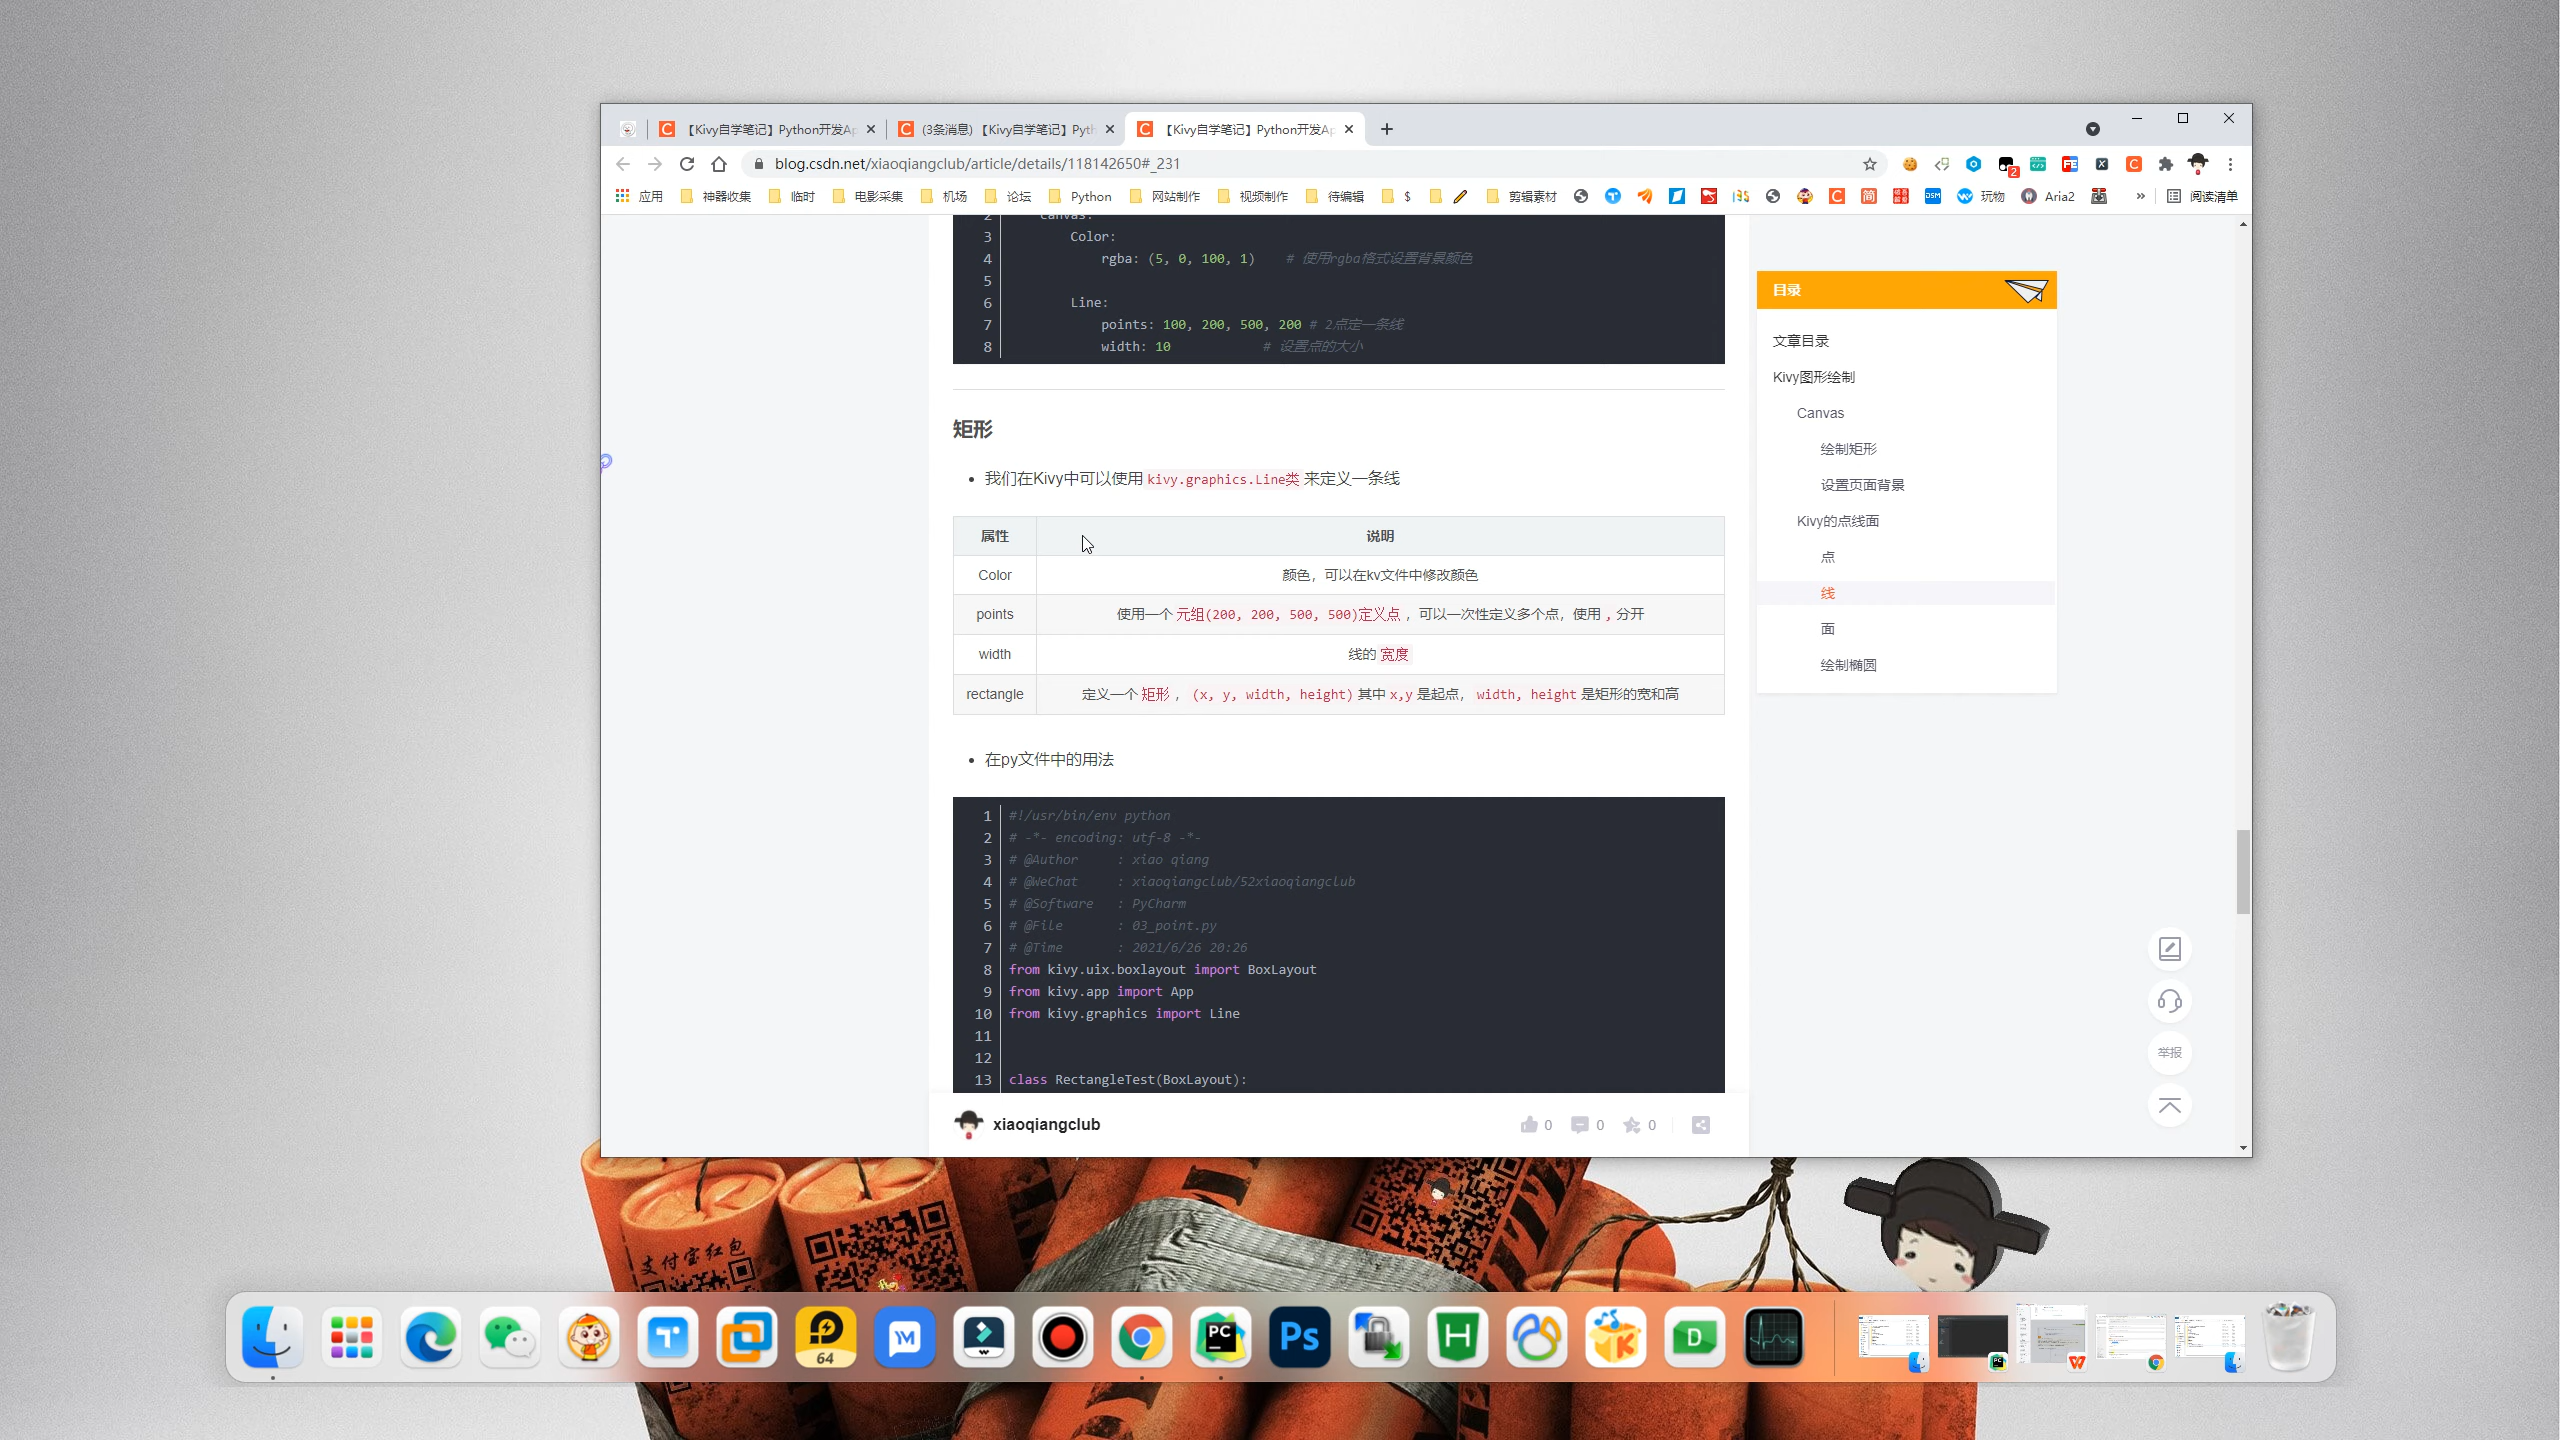 【Kivy自学笔记】Python开发Ap
(3条消息)【Kivy自学笔记】Pyth
【Kivy自学笔记】Python开发Ap
blog.csdn.net/xiaoqiangclub/article/details/118142650#_231
2
应用 神器收集 临时 电影采集 机场 论坛 Python 网站制作 视频制作 待编辑 $ 剪辑素材 玩物 Aria2 » 阅读清单
2 canvas:
3 Color:
4 rgba: (5, 0, 100, 1) # 使用rgba格式设置背景颜色
5
6 Line:
7 points: 100, 200, 500, 200 # 2点定一条线
8 width: 10 # 设置点的大小
矩形
我们在Kivy中可以使用 kivy.graphics.Line类 来定义一条线
属性 说明
Color 颜色，可以在kv文件中修改颜色
points 使用一个 元组(200, 200, 500, 500)定义点 ，可以一次性定义多个点，使用 , 分开
width 线的 宽度
rectangle 定义一个 矩形 ， (x, y, width, height) 其中 x,y 是起点， width, height 是矩形的宽和高
在py文件中的用法
1 #!/usr/bin/env python
2 # -*- encoding: utf-8 -*-
3 # @Author : xiao qiang
4 # @WeChat : xiaoqiangclub/52xiaoqiangclub
5 # @Software : PyCharm
6 # @File : 03_point.py
7 # @Time : 2021/6/26 20:26
8 from kivy.uix.boxlayout import BoxLayout
9 from kivy.app import App
10 from kivy.graphics import Line
11
12
13 class RectangleTest(BoxLayout):
xiaoqiangclub 0 0 0
目录
文章目录
Kivy图形绘制
Canvas
绘制矩形
设置页面背景
Kivy的点线面
点
线
面
绘制椭圆
举报
支付宝红包
64
PC
Ps
H
D